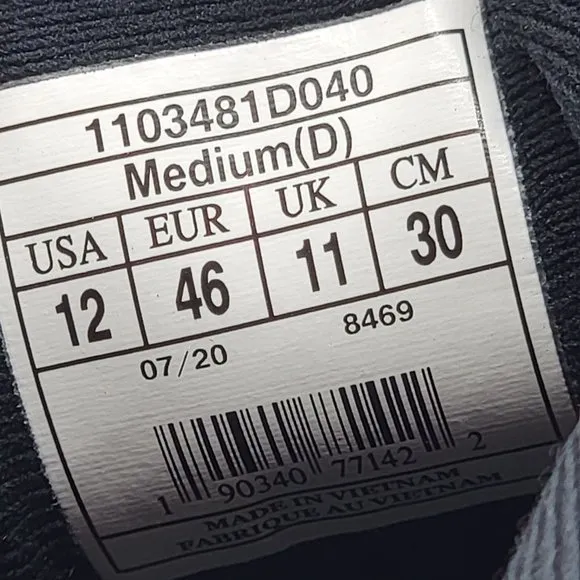 1103481D040
Medium(D)
USA EUR UK CM
12 46 11 30
07/20 8469
1 90340 77142 2
MADE IN VIETNAM
FABRIQUE AU VIETNAM